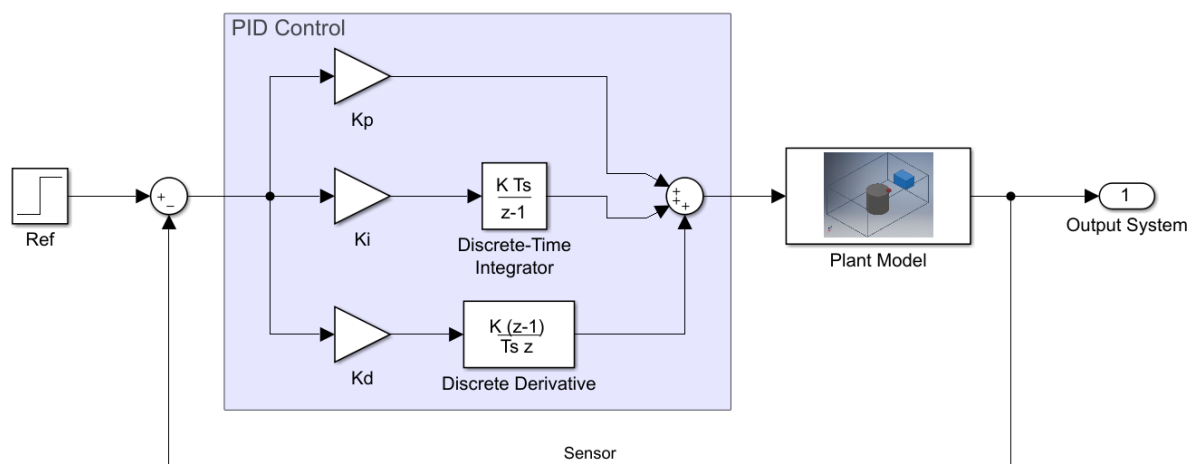 PID Control
Kp
Ref
+
−
Ki
K Ts
z-1
Discrete-Time
Integrator
+
+
+
Plant Model
1
Output System
Kd
K (z-1)
Ts z
Discrete Derivative
Sensor